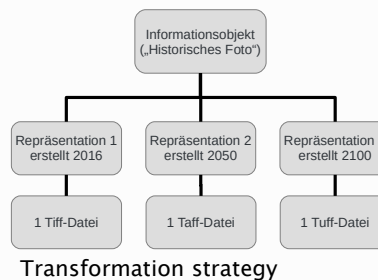 Informationsobjekt
(„Historisches Foto“)
Repräsentation 1
erstellt 2016
Repräsentation 2
erstellt 2050
Repräsentation
erstellt 2100
1 Tiff-Datei
1 Taff-Datei
1 Tuff-Datei
Transformation strategy